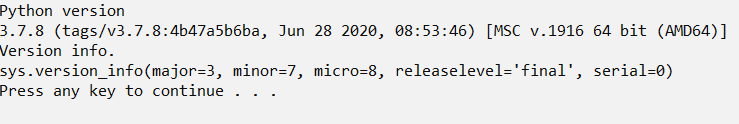 Python version
3.7.8 (tags/v3.7.8:4b47a5b6ba, Jun 28 2020, 08:53:46) [MSC v.1916 64 bit (AMD64)]
Version info.
sys.version_info(major=3, minor=7, micro=8, releaselevel='final', serial=0)
Press any key to continue . . .